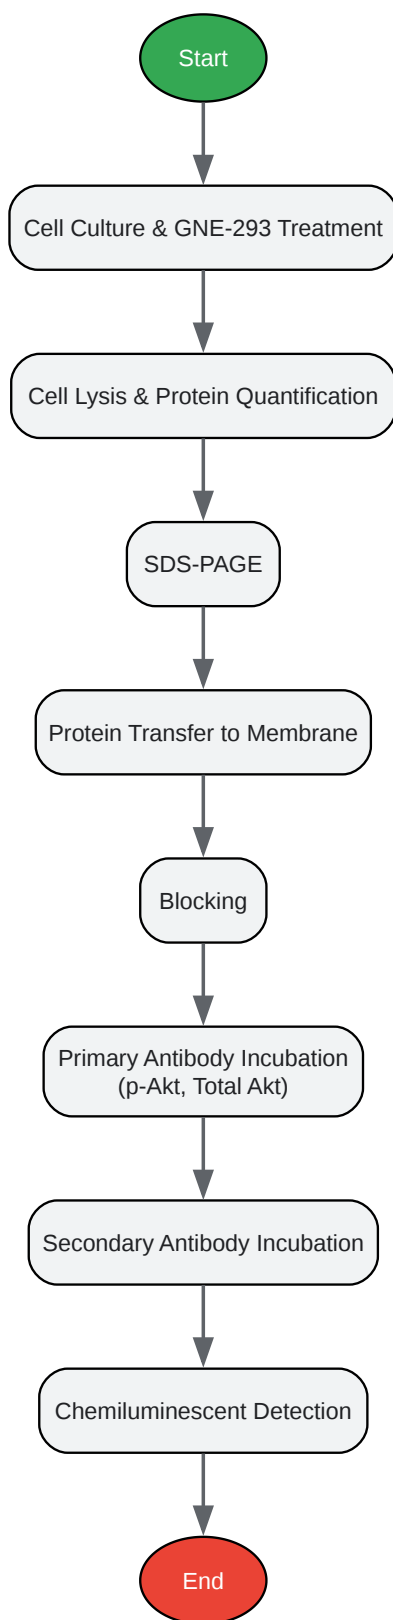 Start
Cell Culture & GNE-293 Treatment
Cell Lysis & Protein Quantification
SDS-PAGE
Protein Transfer to Membrane
Blocking
Primary Antibody Incubation
(p-Akt, Total Akt)
Secondary Antibody Incubation
Chemiluminescent Detection
End